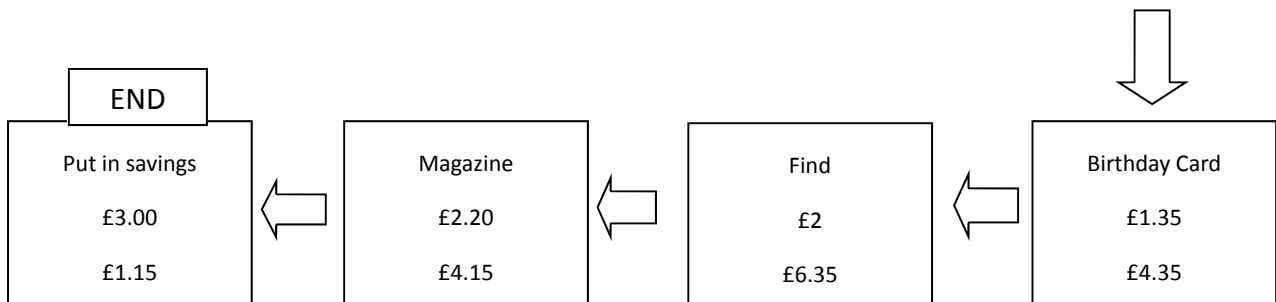 END
Put in savings
£3.00
£1.15
Magazine
£2.20
£4.15
Find
£2
£6.35
Birthday Card
£1.35
£4.35